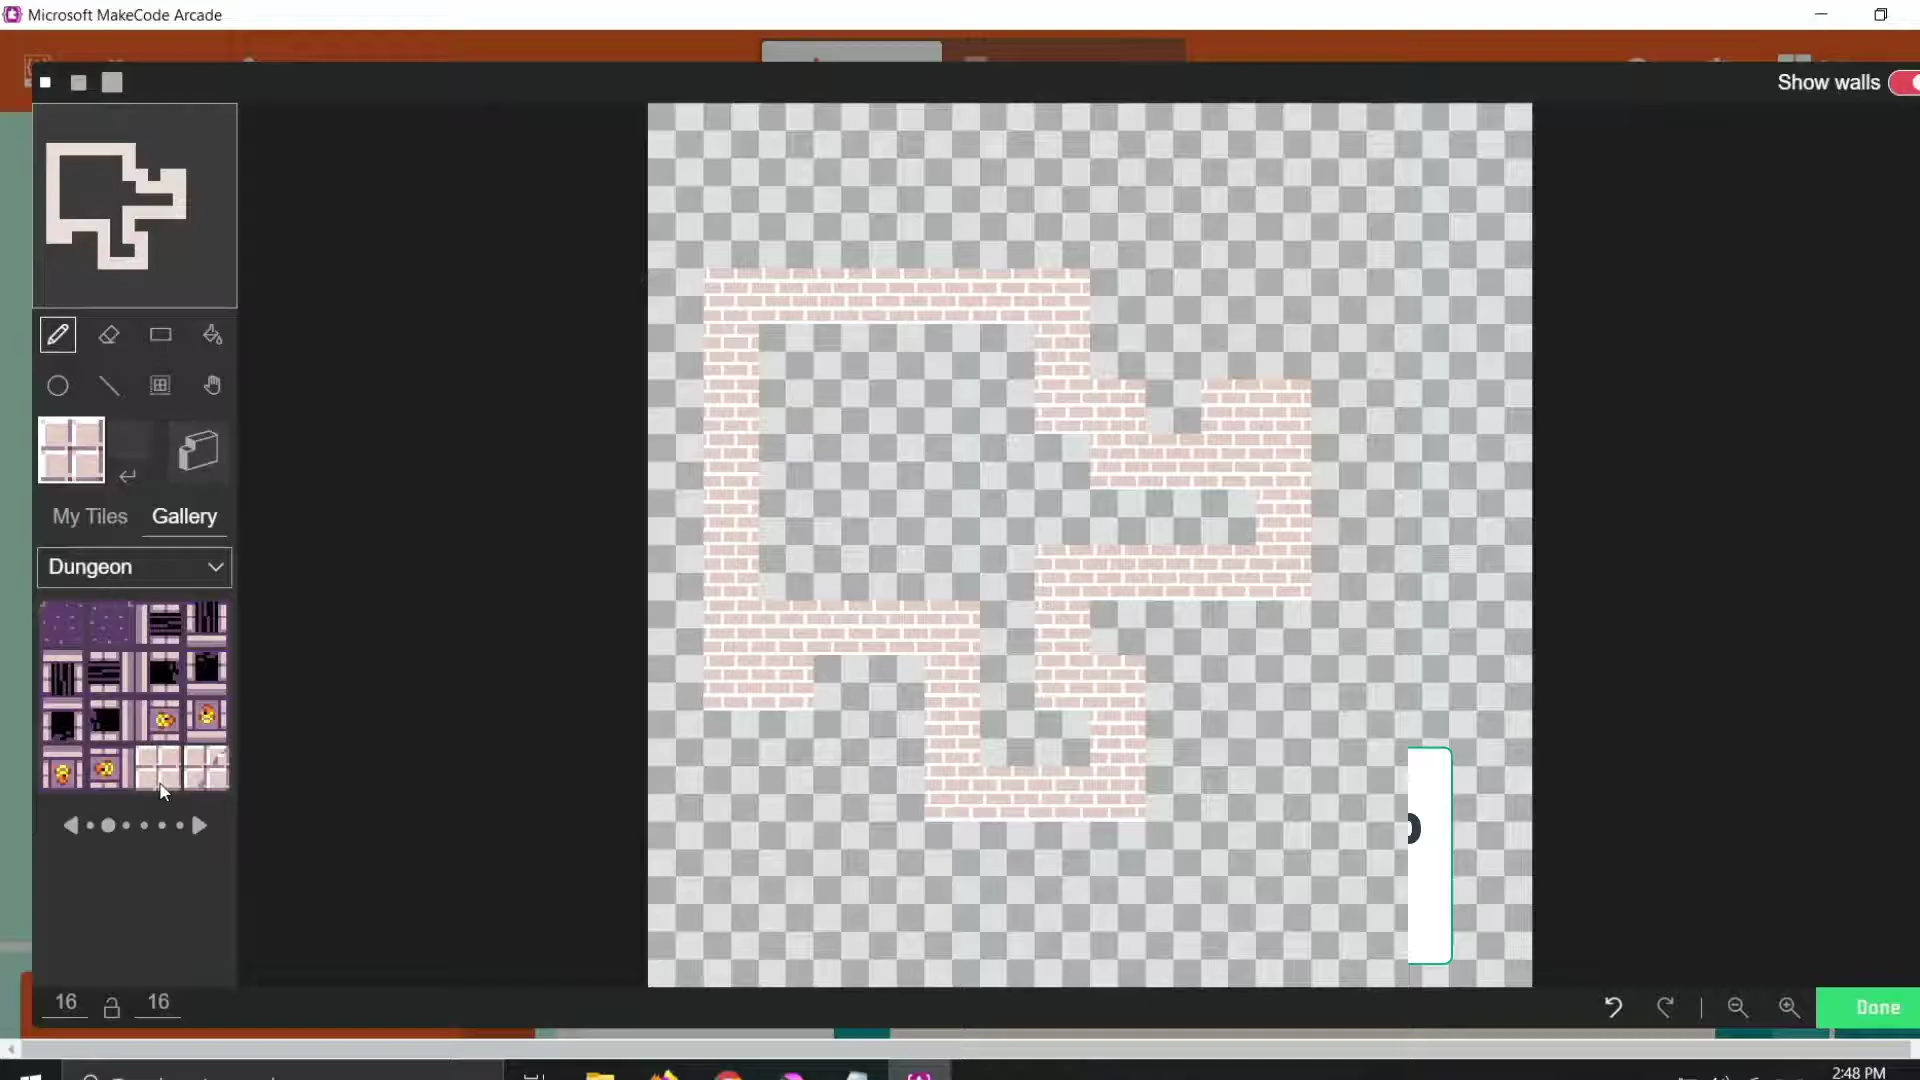 Microsoft MakeCode Arcade
Show walls
My Tiles Gallery
Dungeon
16 16
Done
2:48 PM